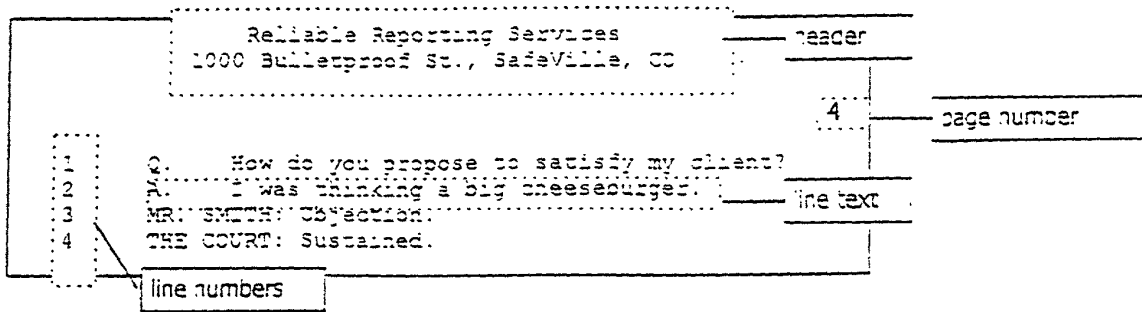 Reliable Reporting Services
1000 Bulletproof St., SafeVille, CO
header
4
page number
1 Q. How do you propose to satisfy my client?
2 A. I was thinking a big cheeseburger.
line text
3 MR. SMITH: Objection.
4 THE COURT: Sustained.
line numbers